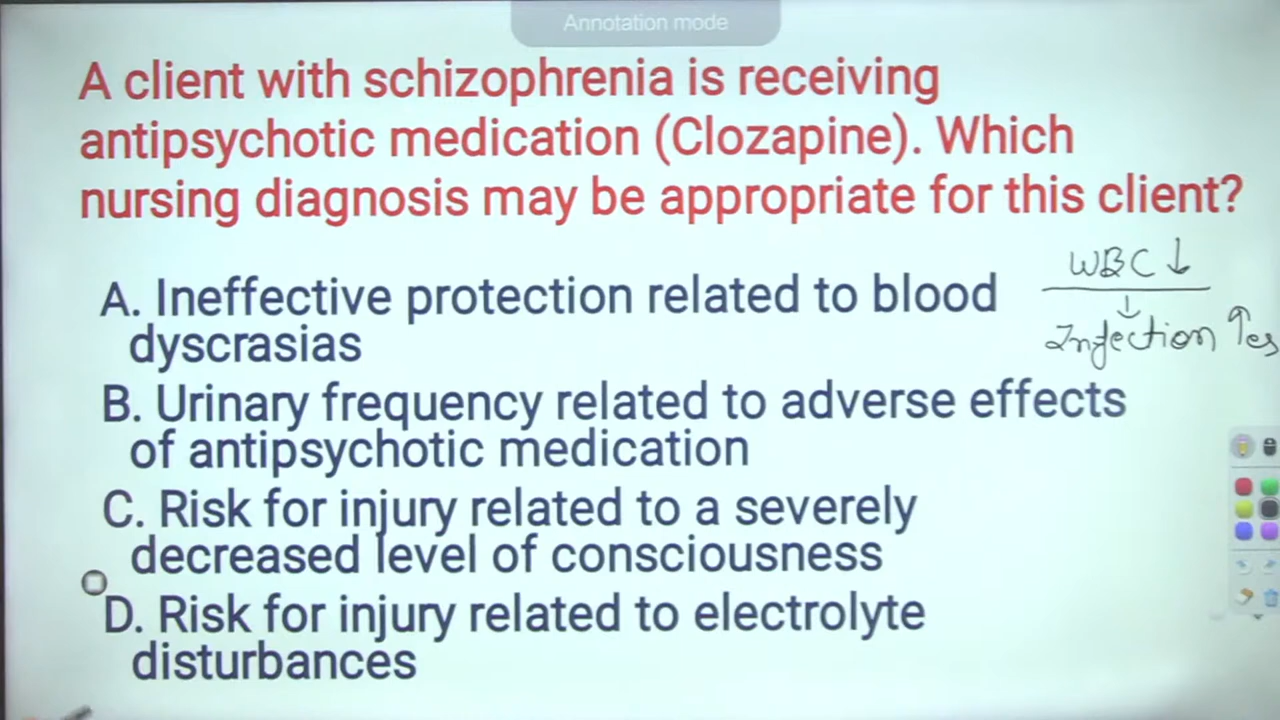 Annotation mode
A client with schizophrenia is receiving
antipsychotic medication (Clozapine). Which
nursing diagnosis may be appropriate for this client?
A. Ineffective protection related to blood
dyscrasias
B. Urinary frequency related to adverse effects
of antipsychotic medication
C. Risk for injury related to a severely
decreased level of consciousness
D. Risk for injury related to electrolyte
disturbances
WBC ↓
↓
Infection ↑es